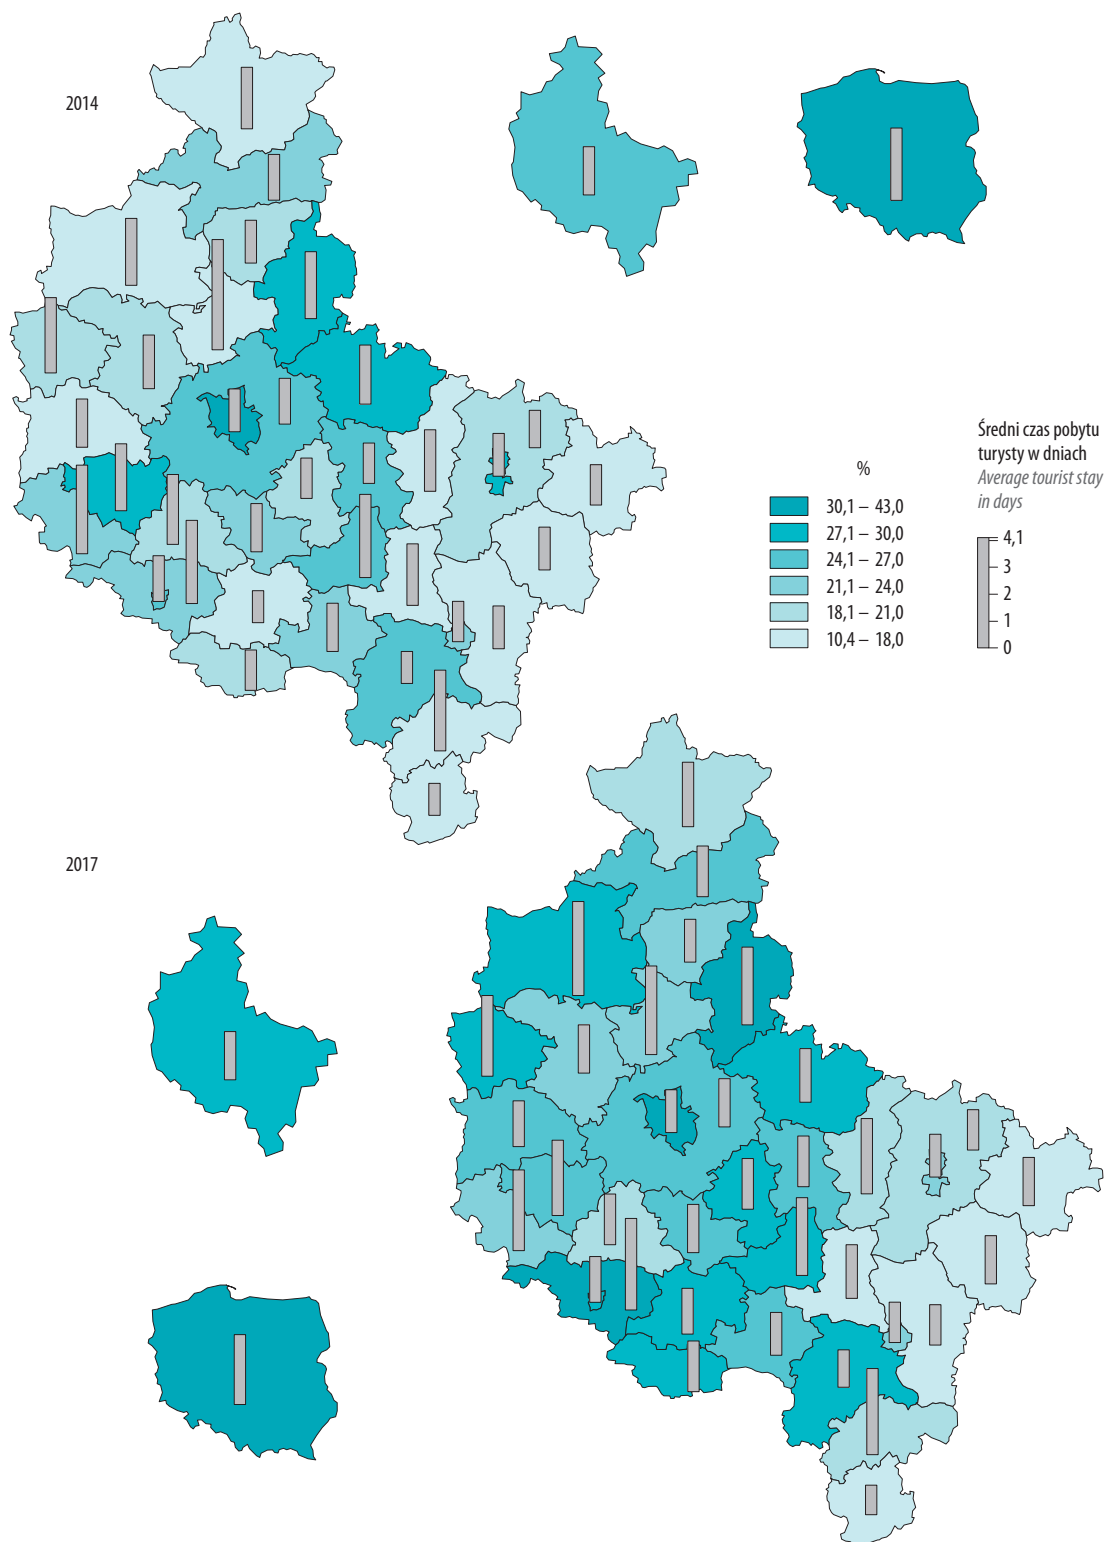 2014
Średni czas pobytu
turysty w dniach
Average tourist stay
in days
%
30,1 – 43,0
27,1 – 30,0
24,1 – 27,0
21,1 – 24,0
18,1 – 21,0
10,4 – 18,0
4,1
3
2
1
0
2017